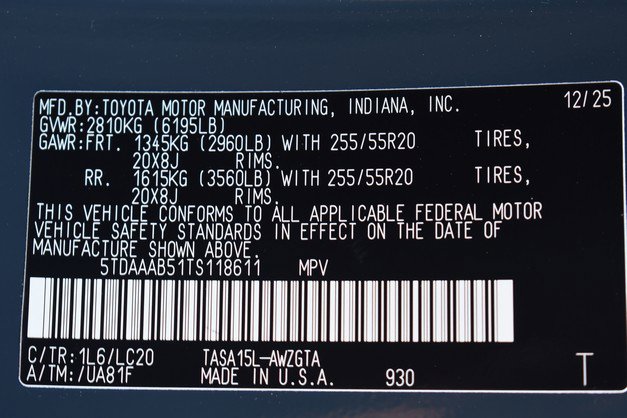 MFD.BY:TOYOTA MOTOR MANUFACTURING, INDIANA, INC. 12/25
GVWR:2810KG (6195LB)
GAWR:FRT. 1345KG (2960LB) WITH 255/55R20 TIRES,
20X8J RIMS.
RR. 1615KG (3560LB) WITH 255/55R20 TIRES,
20X8J RIMS.
THIS VEHICLE CONFORMS TO ALL APPLICABLE FEDERAL MOTOR
VEHICLE SAFETY STANDARDS IN EFFECT ON THE DATE OF
MANUFACTURE SHOWN ABOVE.
5TDAAAB51TS118611 MPV
C/TR:1L6/LC20 TASA15L-AWZGTA
A/TM:/UA81F MADE IN U.S.A. 930 T